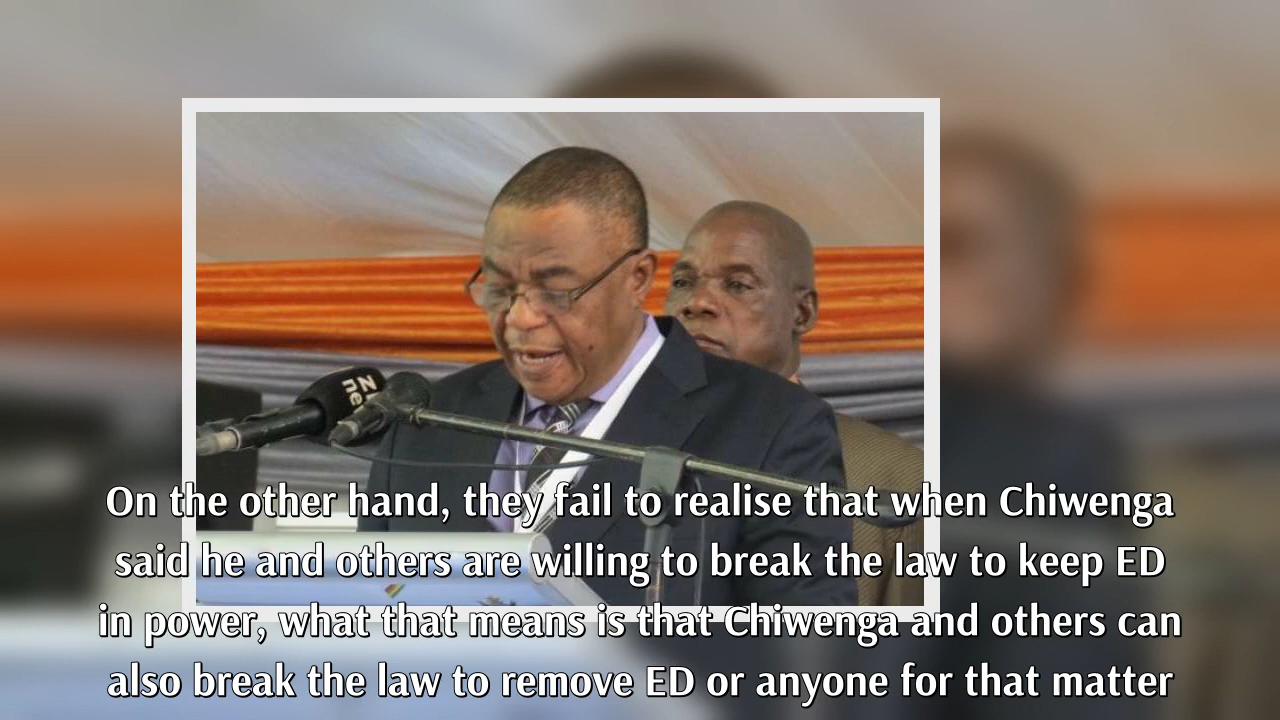 Z
ne
On the other hand, they fail to realise that when Chiwenga
said he and others are willing to break the law to keep ED
in power, what that means is that Chiwenga and others can
also break the law to remove ED or anyone for that matter